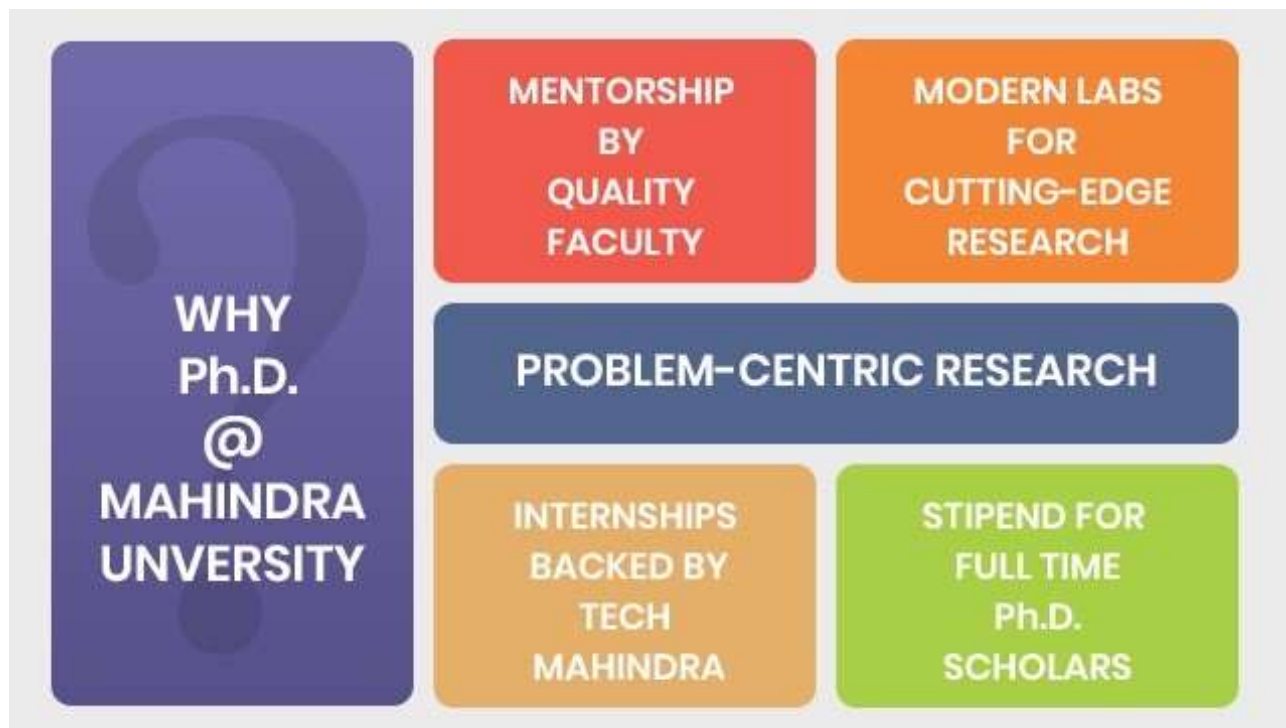 WHY
Ph.D.
@
MAHINDRA
UNVERSITY
MENTORSHIP
BY
QUALITY
FACULTY
MODERN LABS
FOR
CUTTING-EDGE
RESEARCH
PROBLEM-CENTRIC RESEARCH
INTERNSHIPS
BACKED BY
TECH
MAHINDRA
STIPEND FOR
FULL TIME
Ph.D.
SCHOLARS